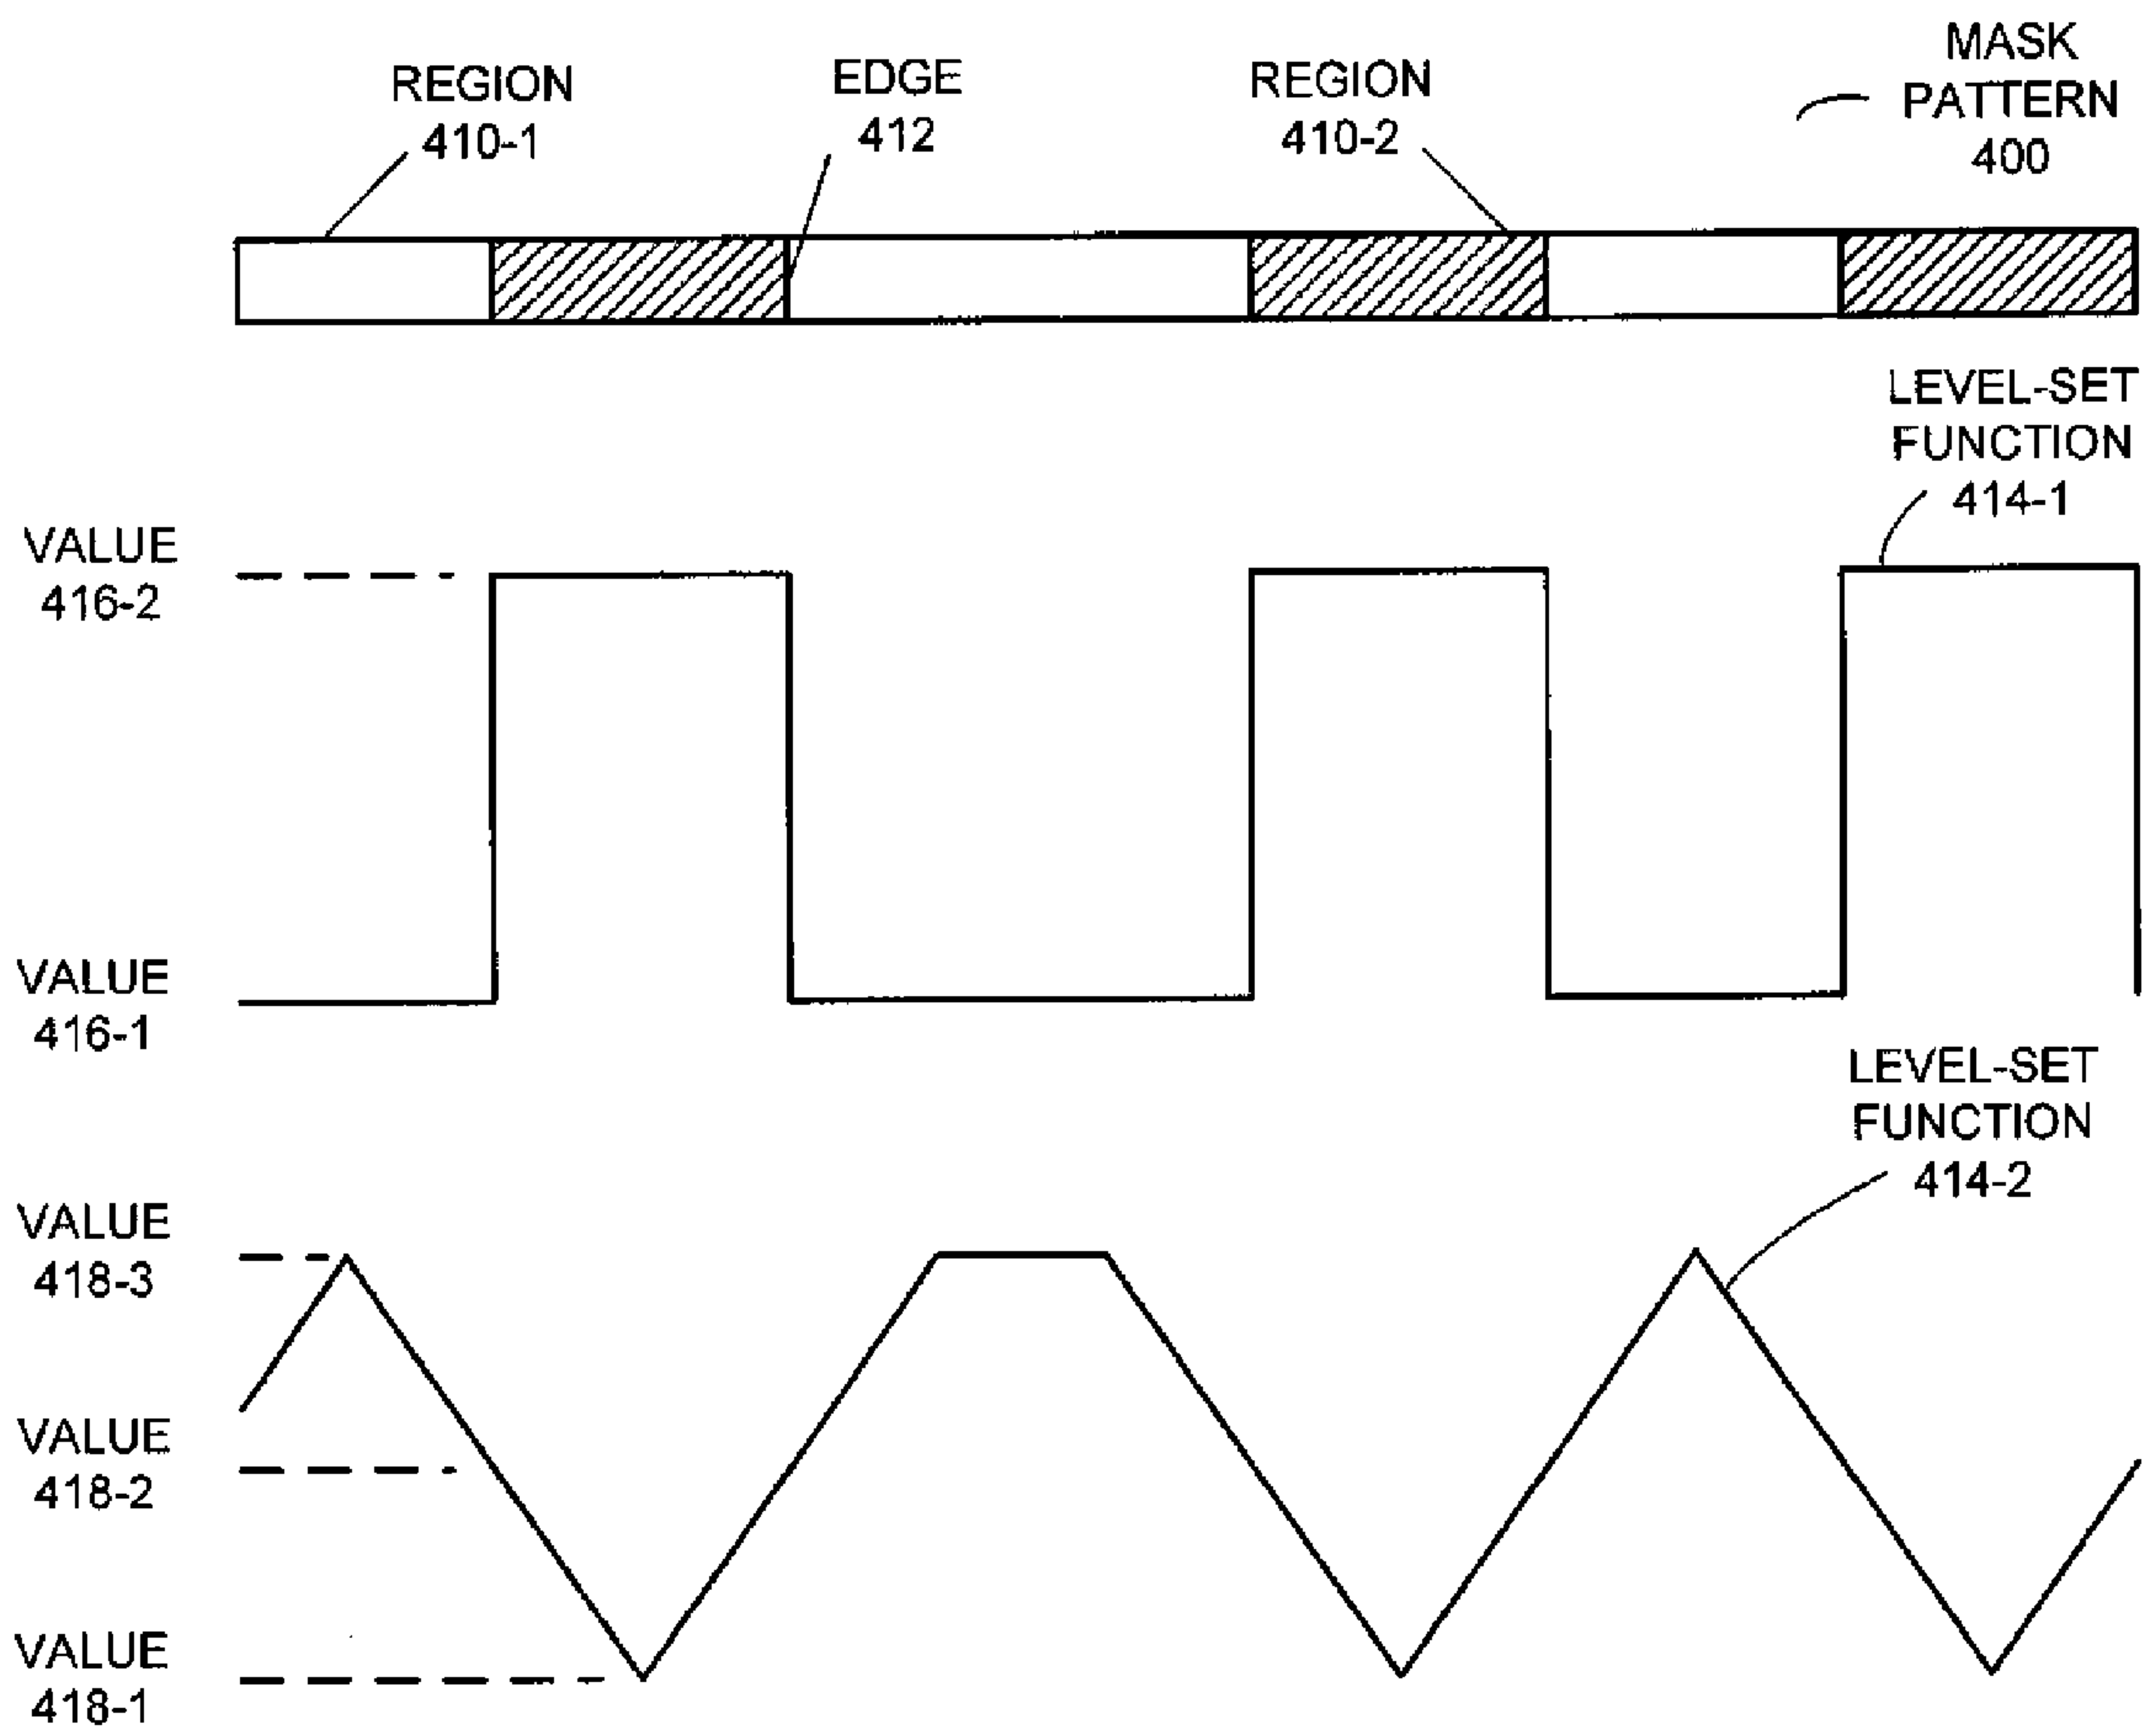 REGION
410-1
EDGE
412
REGION
410-2
MASK
PATTERN
400
LEVEL-SET
FUNCTION
414-1
VALUE
416-2
VALUE
416-1
LEVEL-SET
FUNCTION
414-2
VALUE
418-3
VALUE
418-2
VALUE
418-1